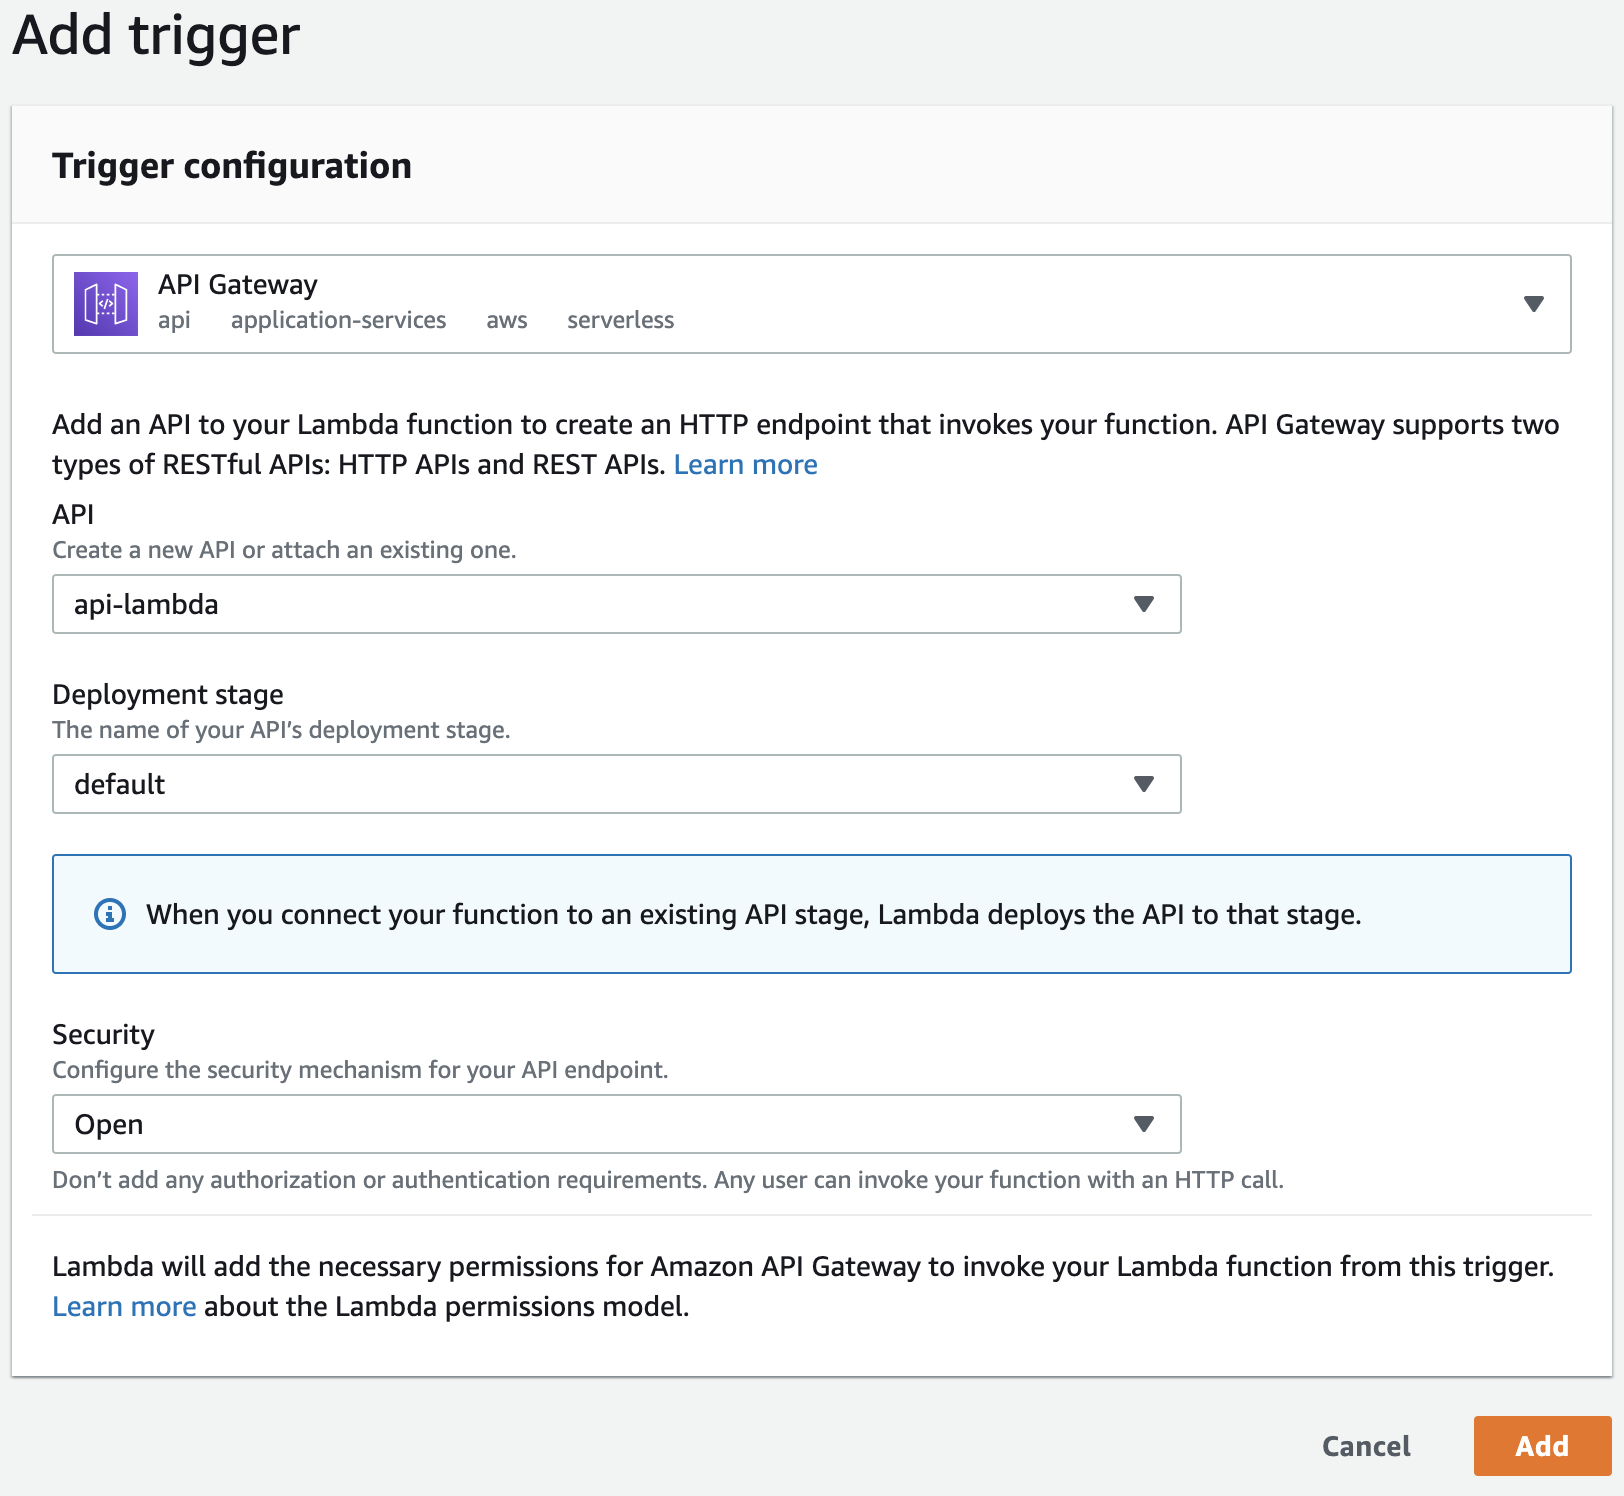 Add trigger
Trigger configuration
API Gateway
api application-services aws serverless
Add an API to your Lambda function to create an HTTP endpoint that invokes your function. API Gateway supports two
types of RESTful APIs: HTTP APIs and REST APIs. Learn more
API
Create a new API or attach an existing one.
api-lambda
Deployment stage
The name of your API’s deployment stage.
default
When you connect your function to an existing API stage, Lambda deploys the API to that stage.
Security
Configure the security mechanism for your API endpoint.
Open
Don’t add any authorization or authentication requirements. Any user can invoke your function with an HTTP call.
Lambda will add the necessary permissions for Amazon API Gateway to invoke your Lambda function from this trigger.
Learn more about the Lambda permissions model.
Cancel Add